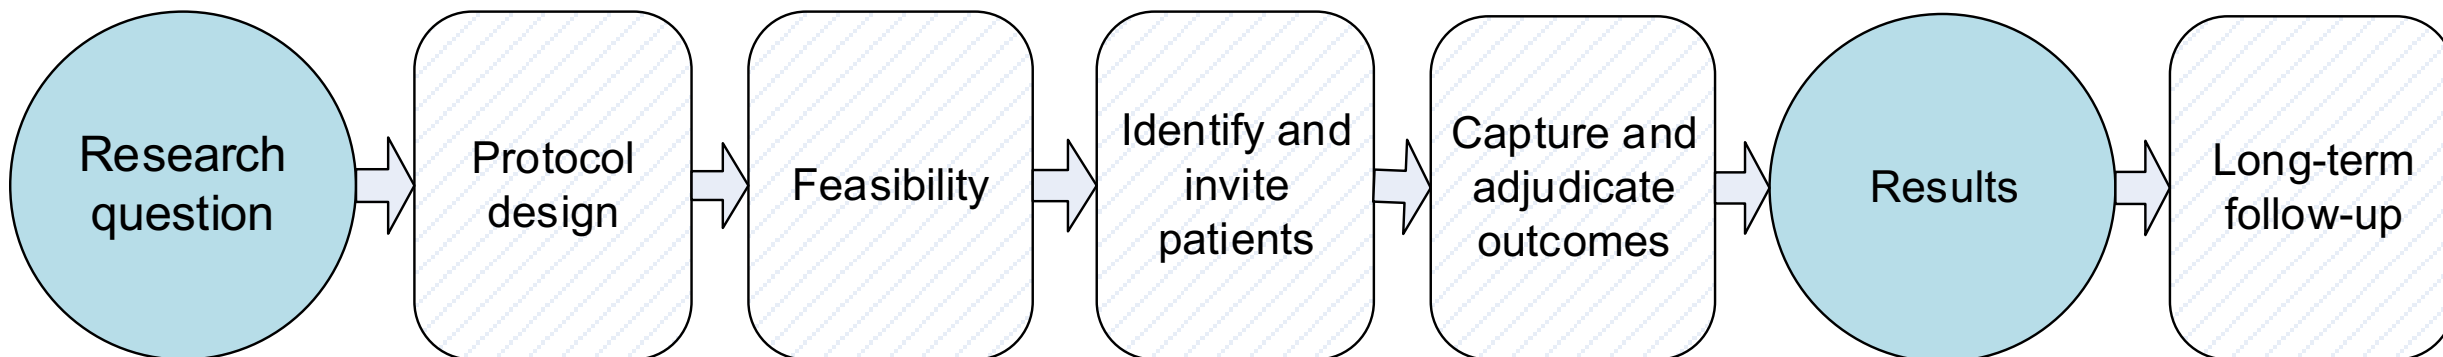 Research
question
Protocol
design
Feasibility
Identify and
invite
patients
Capture and
adjudicate
outcomes
Results
Long-term
follow-up